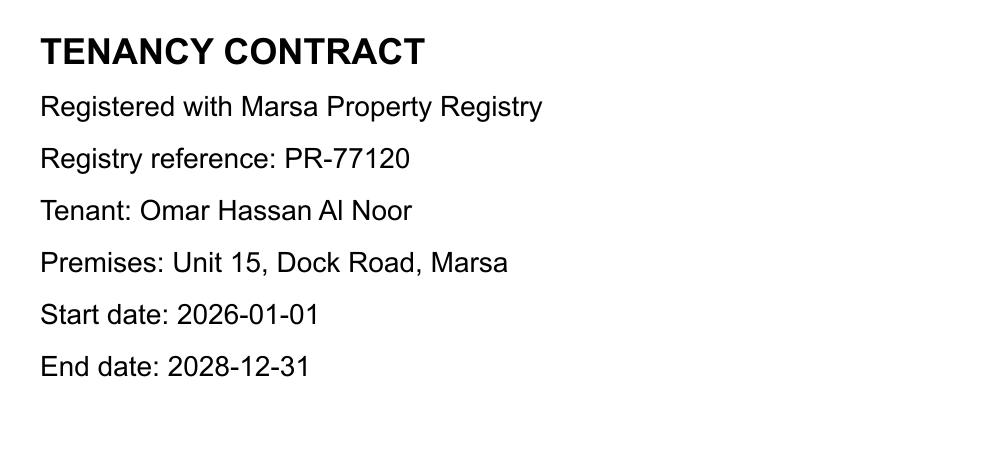 TENANCY CONTRACT
Registered with Marsa Property Registry
Registry reference: PR-77120
Tenant: Omar Hassan Al Noor
Premises: Unit 15, Dock Road, Marsa
Start date: 2026-01-01
End date: 2028-12-31